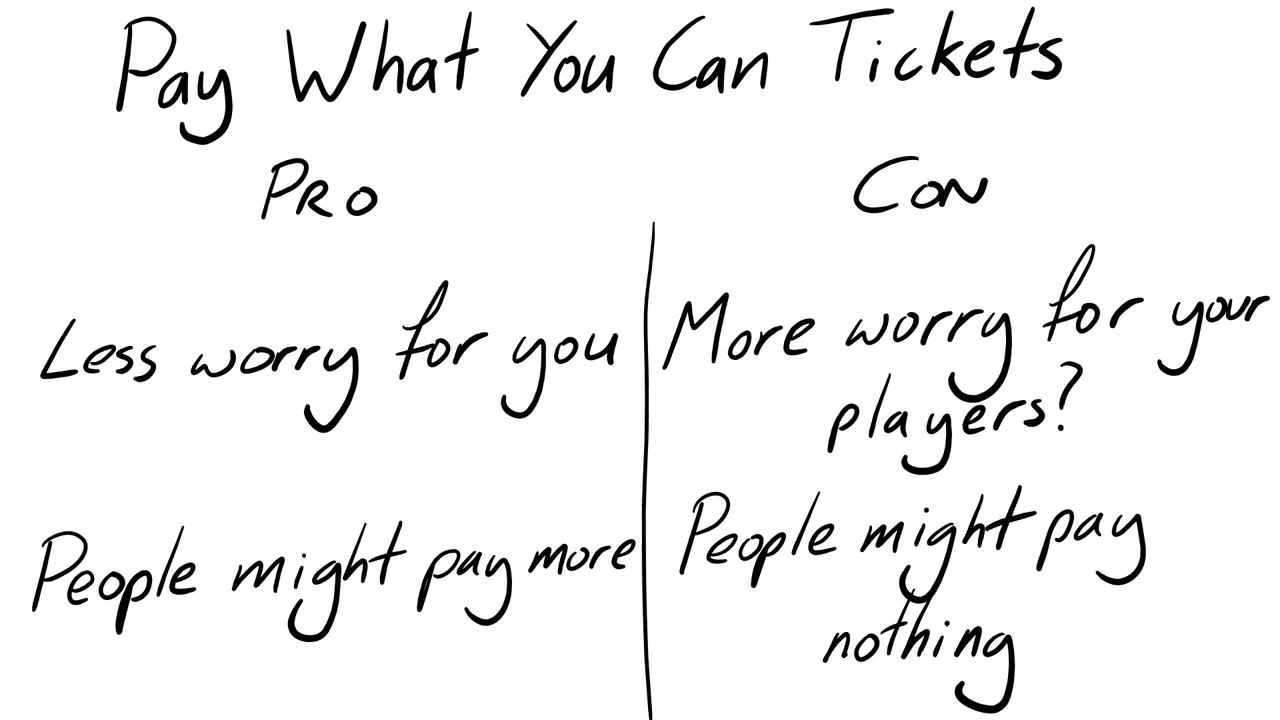 Pay What You Can Tickets
PRO
Less worry for you
People might pay more
CON
More worry for your
players?
People might pay
nothing